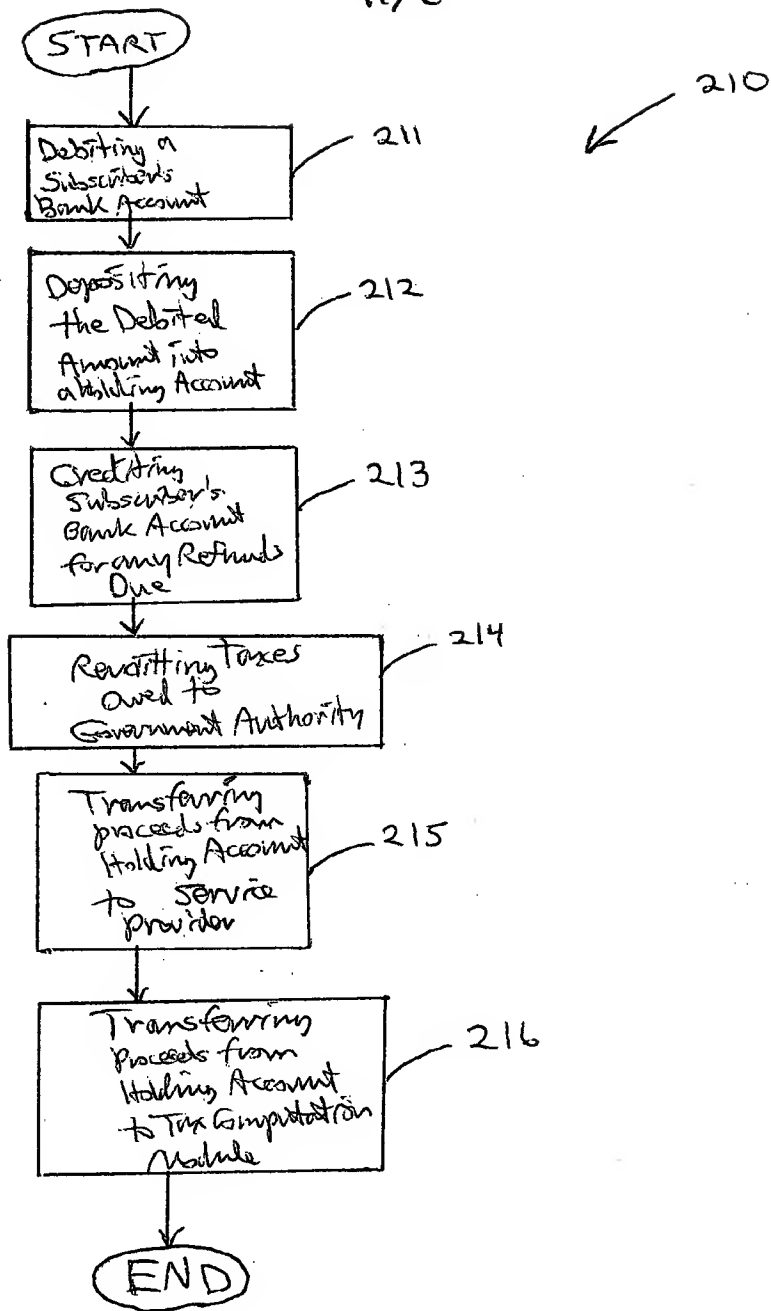 START
210
Debiting a
Subscriber's
Bank Account
211
Depositing
the Debited
Amount into
a Holding Account
212
Crediting
Subscriber's
Bank Account
for any Refunds
Due
213
Remitting Taxes
owed to
Government Authority
214
Transferring
proceeds from
Holding Account
to Service
provider
215
Transferring
proceeds from
Holding Account
to Tax Computation
Module
216
END